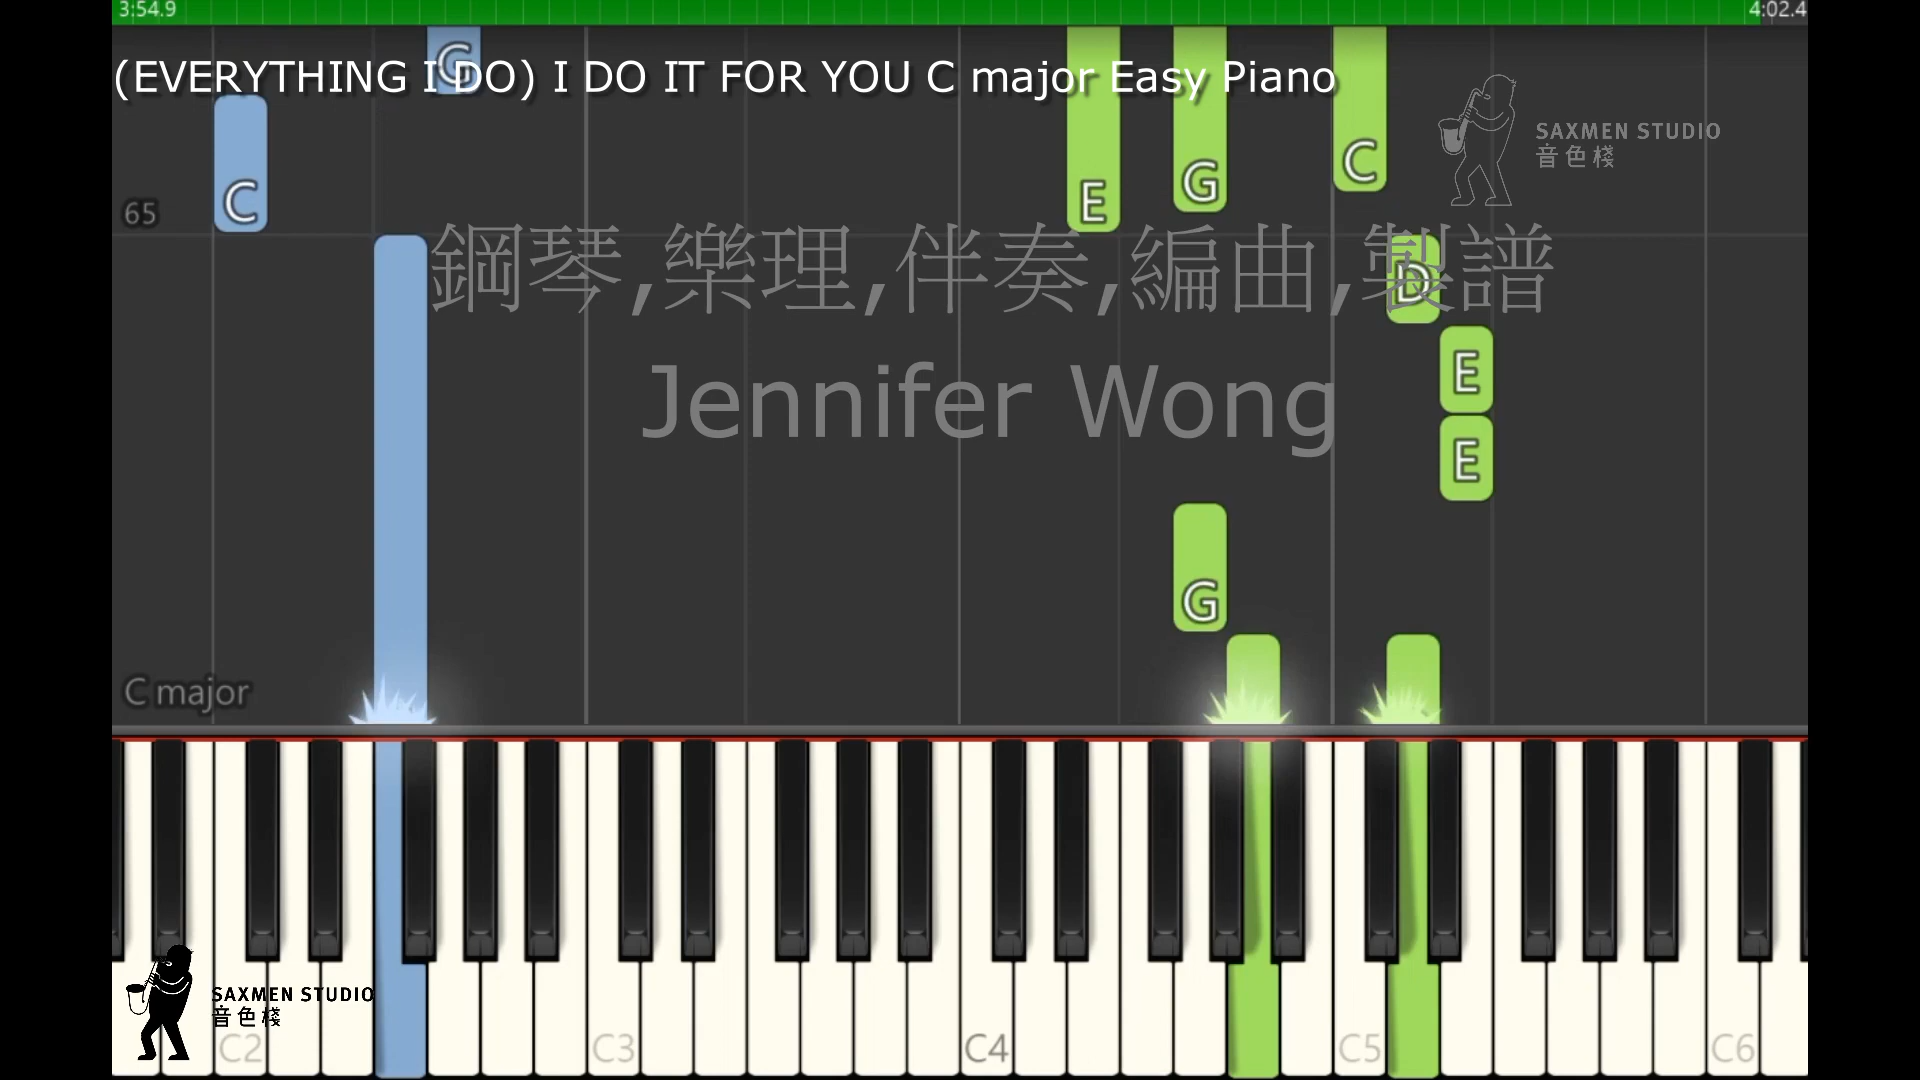 3:54.9 4:02.4
G
(EVERYTHING I DO) I DO IT FOR YOU C major Easy Piano
SAXMEN STUDIO
音色棧
C E G C
65
鋼琴,樂理,伴奏,編曲,製譜
D
E
Jennifer Wong
E
G
C major
SAXMEN STUDIO
音色棧
C2 C3 C4 C5 C6